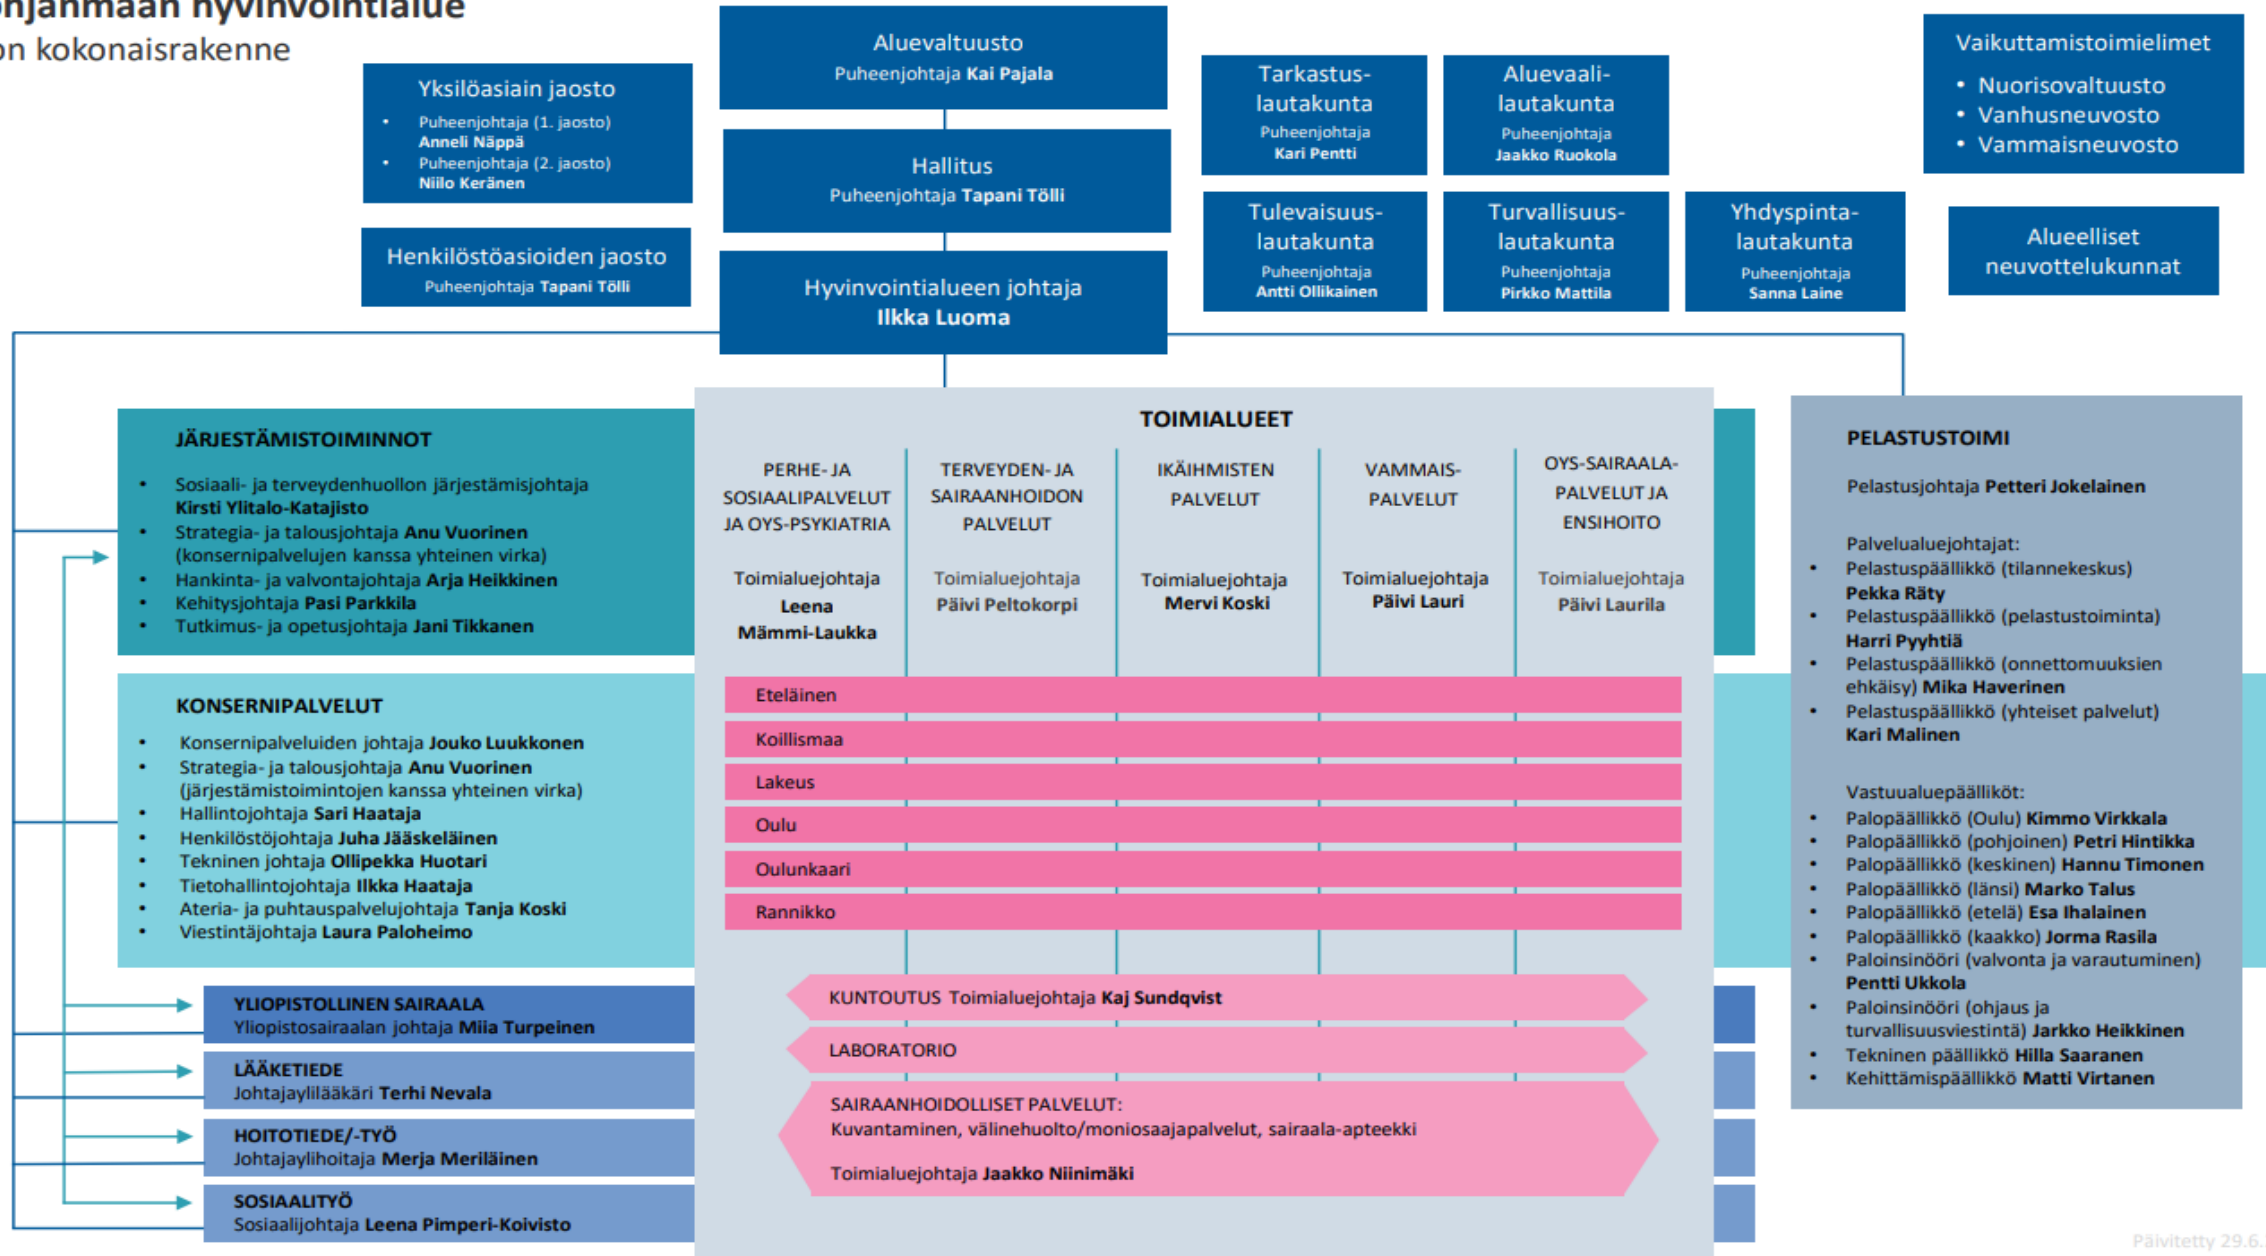 ohjanmaan hyvinvointialue
on kokonaisrakenne
Aluevaltuusto
Puheenjohtaja Kai Pajala
Hallitus
Puheenjohtaja Tapani Tölli
Hyvinvointialueen johtaja
Ilkka Luoma
Yksilöasiain jaosto
• Puheenjohtaja (1. jaosto)
Anneli Näppä
• Puheenjohtaja (2. jaosto)
Niilo Keränen
Henkilöstöasioiden jaosto
Puheenjohtaja Tapani Tölli
Tarkastus-
lautakunta
Puheenjohtaja
Kari Pentti
Aluevaali-
lautakunta
Puheenjohtaja
Jaakko Ruokola
Tulevaisuus-
lautakunta
Puheenjohtaja
Antti Ollikainen
Turvallisuus-
lautakunta
Puheenjohtaja
Pirkko Mattila
Yhdyspinta-
lautakunta
Puheenjohtaja
Sanna Laine
Vaikuttamistoimielimet
• Nuorisovaltuusto
• Vanhusneuvosto
• Vammaisneuvosto
Alueelliset
neuvottelukunnat
JÄRJESTÄMISTOIMINNOT
• Sosiaali- ja terveydenhuollon järjestämisjohtaja
Kirsti Ylitalo-Katajisto
• Strategia- ja talousjohtaja Anu Vuorinen
(konsernipalvelujen kanssa yhteinen virka)
• Hankinta- ja valvontajohtaja Arja Heikkinen
• Kehitysjohtaja Pasi Parkkila
• Tutkimus- ja opetusjohtaja Jani Tikkanen
KONSERNIPALVELUT
• Konsernipalveluiden johtaja Jouko Luukkonen
• Strategia- ja talousjohtaja Anu Vuorinen
(järjestämistoimintojen kanssa yhteinen virka)
• Hallintojohtaja Sari Haataja
• Henkilöstöjohtaja Juha Jääskeläinen
• Tekninen johtaja Ollipekka Huotari
• Tietohallintojohtaja Ilkka Haataja
• Ateria- ja puhtauspalvelujohtaja Tanja Koski
• Viestintäjohtaja Laura Paloheimo
YLIOPISTOLLINEN SAIRAALA
Yliopistosairaalan johtaja Miia Turpeinen
LÄÄKETIEDE
Johtajaylilääkäri Terhi Nevala
HOITOTIEDE/-TYÖ
Johtajaylihoitaja Merja Meriläinen
SOSIAALITYÖ
Sosiaalijohtaja Leena Pimperi-Koivisto
TOIMIALUEET
PERHE- JA
SOSIAALIPALVELUT
JA OYS-PSYKIATRIA
Toimialuejohtaja
Leena
Mämmi-Laukka
TERVEYDEN- JA
SAIRAANHOIDON
PALVELUT
Toimialuejohtaja
Päivi Peltokorpi
IKÄIHMISTEN
PALVELUT
Toimialuejohtaja
Mervi Koski
VAMMAIS-
PALVELUT
Toimialuejohtaja
Päivi Lauri
OYS-SAIRAALA-
PALVELUT JA
ENSIHOITO
Toimialuejohtaja
Päivi Laurila
Eteläinen
Koillismaa
Lakeus
Oulu
Oulunkaari
Rannikko
KUNTOUTUS Toimialuejohtaja Kaj Sundqvist
LABORATORIO
SAIRAANHOIDOLLISET PALVELUT:
Kuvantaminen, välinehuolto/moniosaajapalvelut, sairaala-apteekki
Toimialuejohtaja Jaakko Niinimäki
PELASTUSTOIMI
Pelastusjohtaja Petteri Jokelainen
Palvelualuejohtajat:
• Pelastuspäällikkö (tilannekeskus)
Pekka Räty
• Pelastuspäällikkö (pelastustoiminta)
Harri Pyyhtiä
• Pelastuspäällikkö (onnettomuuksien
ehkäisy) Mika Haverinen
• Pelastuspäällikkö (yhteiset palvelut)
Kari Malinen
Vastuualuepäälliköt:
• Palopäällikkö (Oulu) Kimmo Virkkala
• Palopäällikkö (pohjoinen) Petri Hintikka
• Palopäällikkö (keskinen) Hannu Timonen
• Palopäällikkö (länsi) Marko Talus
• Palopäällikkö (etelä) Esa Ihalainen
• Palopäällikkö (kaakko) Jorma Rasila
• Paloinsinööri (valvonta ja varautuminen)
Pentti Ukkola
• Paloinsinööri (ohjaus ja
turvallisuusviestintä) Jarkko Heikkinen
• Tekninen päällikkö Hilla Saaranen
• Kehittämispäällikkö Matti Virtanen
Päivitetty 29.6.